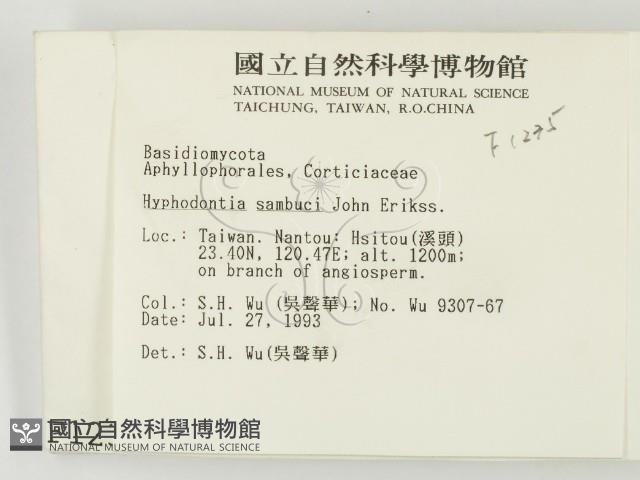 國立自然科學博物館
NATIONAL MUSEUM OF NATURAL SCIENCE
TAICHUNG, TAIWAN, R.O.CHINA
F1275
Basidiomycota
Aphyllophorales, Corticiaceae
Hyphodontia sambuci John Erikss.
Loc.: Taiwan. Nantou: Hsitou(溪頭)
23.40N, 120.47E; alt. 1200m;
on branch of angiosperm.
Col.: S.H. Wu (吳聲華); No. Wu 9307-67
Date: Jul. 27, 1993
Det.: S.H. Wu(吳聲華)
國立自然科學博物館
NATIONAL MUSEUM OF NATURAL SCIENCE